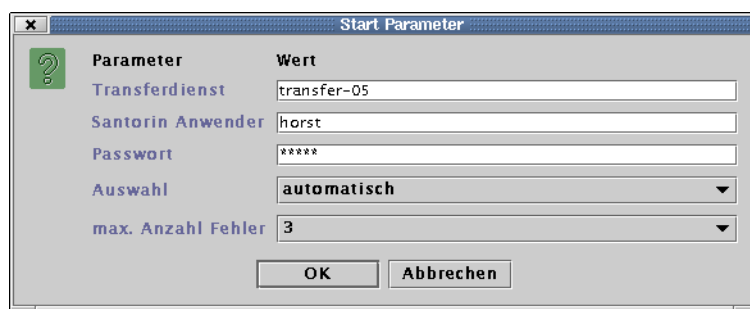 Start Parameter
Parameter Wert
Transferdienst transfer-05
Santorin Anwender horst
Passwort *****
Auswahl automatisch
max. Anzahl Fehler 3
OK Abbrechen